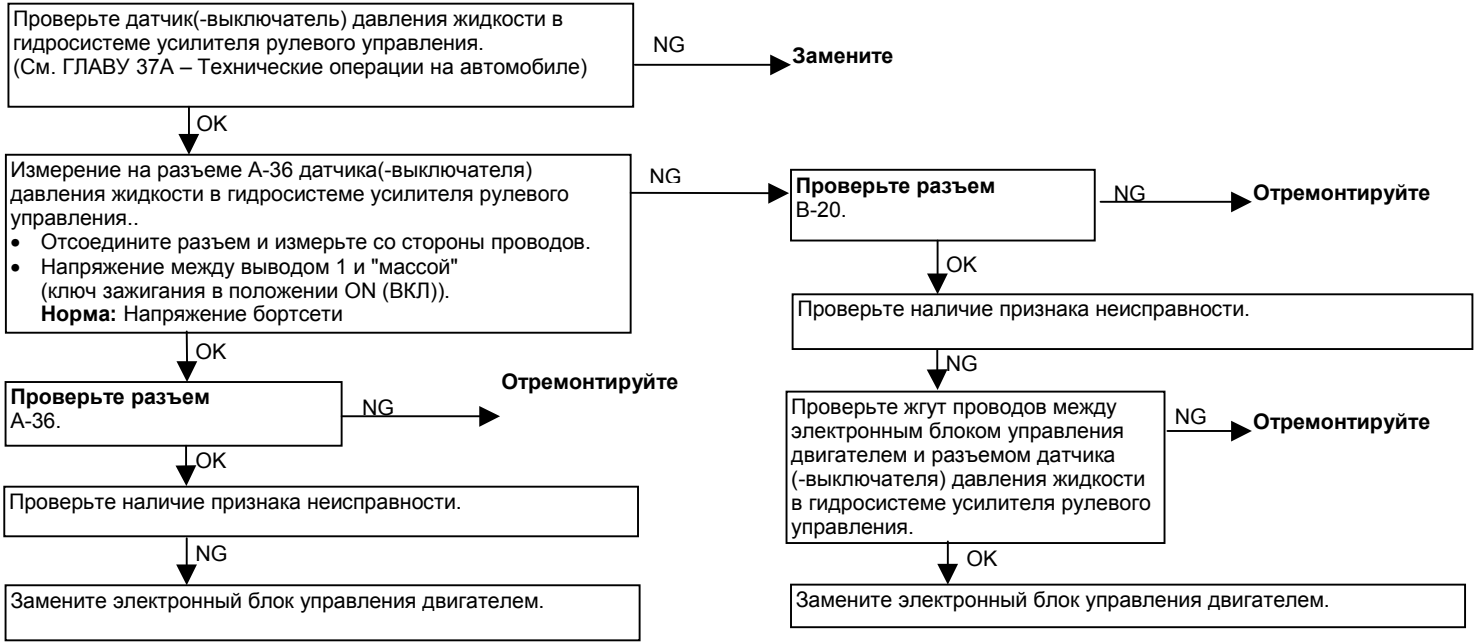 Проверьте датчик(-выключатель) давления жидкости в
гидросистеме усилителя рулевого управления.
(См. ГЛАВУ 37А – Технические операции на автомобиле)
NG
Замените
OK
Измерение на разъеме А-36 датчика(-выключателя)
давления жидкости в гидросистеме усилителя рулевого
управления..
• Отсоедините разъем и измерьте со стороны проводов.
• Напряжение между выводом 1 и "массой"
(ключ зажигания в положении ON (ВКЛ)).
Норма: Напряжение бортсети
NG
Проверьте разъем
В-20.
NG
Отремонтируйте
OK
Проверьте наличие признака неисправности.
NG
Проверьте жгут проводов между
электронным блоком управления
двигателем и разъемом датчика
(-выключателя) давления жидкости
в гидросистеме усилителя рулевого
управления.
NG
Отремонтируйте
OK
Замените электронный блок управления двигателем.
OK
Проверьте разъем
А-36.
NG
Отремонтируйте
OK
Проверьте наличие признака неисправности.
NG
Замените электронный блок управления двигателем.